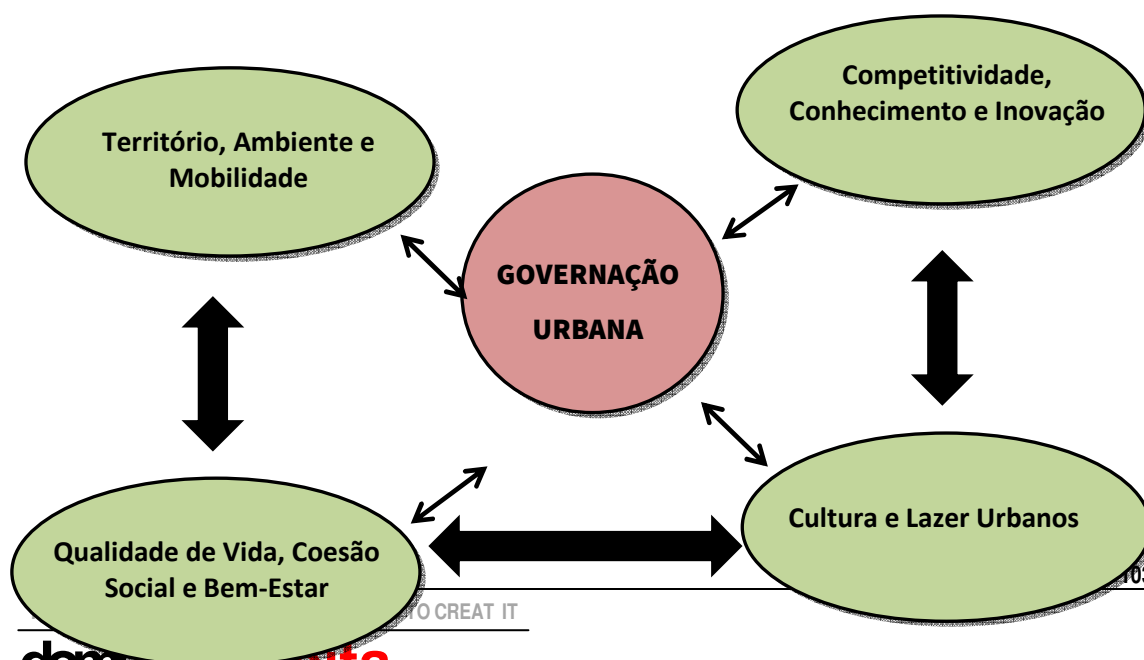 Competitividade,
Conhecimento e Inovação
Território, Ambiente e
Mobilidade
GOVERNAÇÃO
URBANA
Cultura e Lazer Urbanos
Qualidade de Vida, Coesão
Social e Bem-Estar
TO CREAT IT